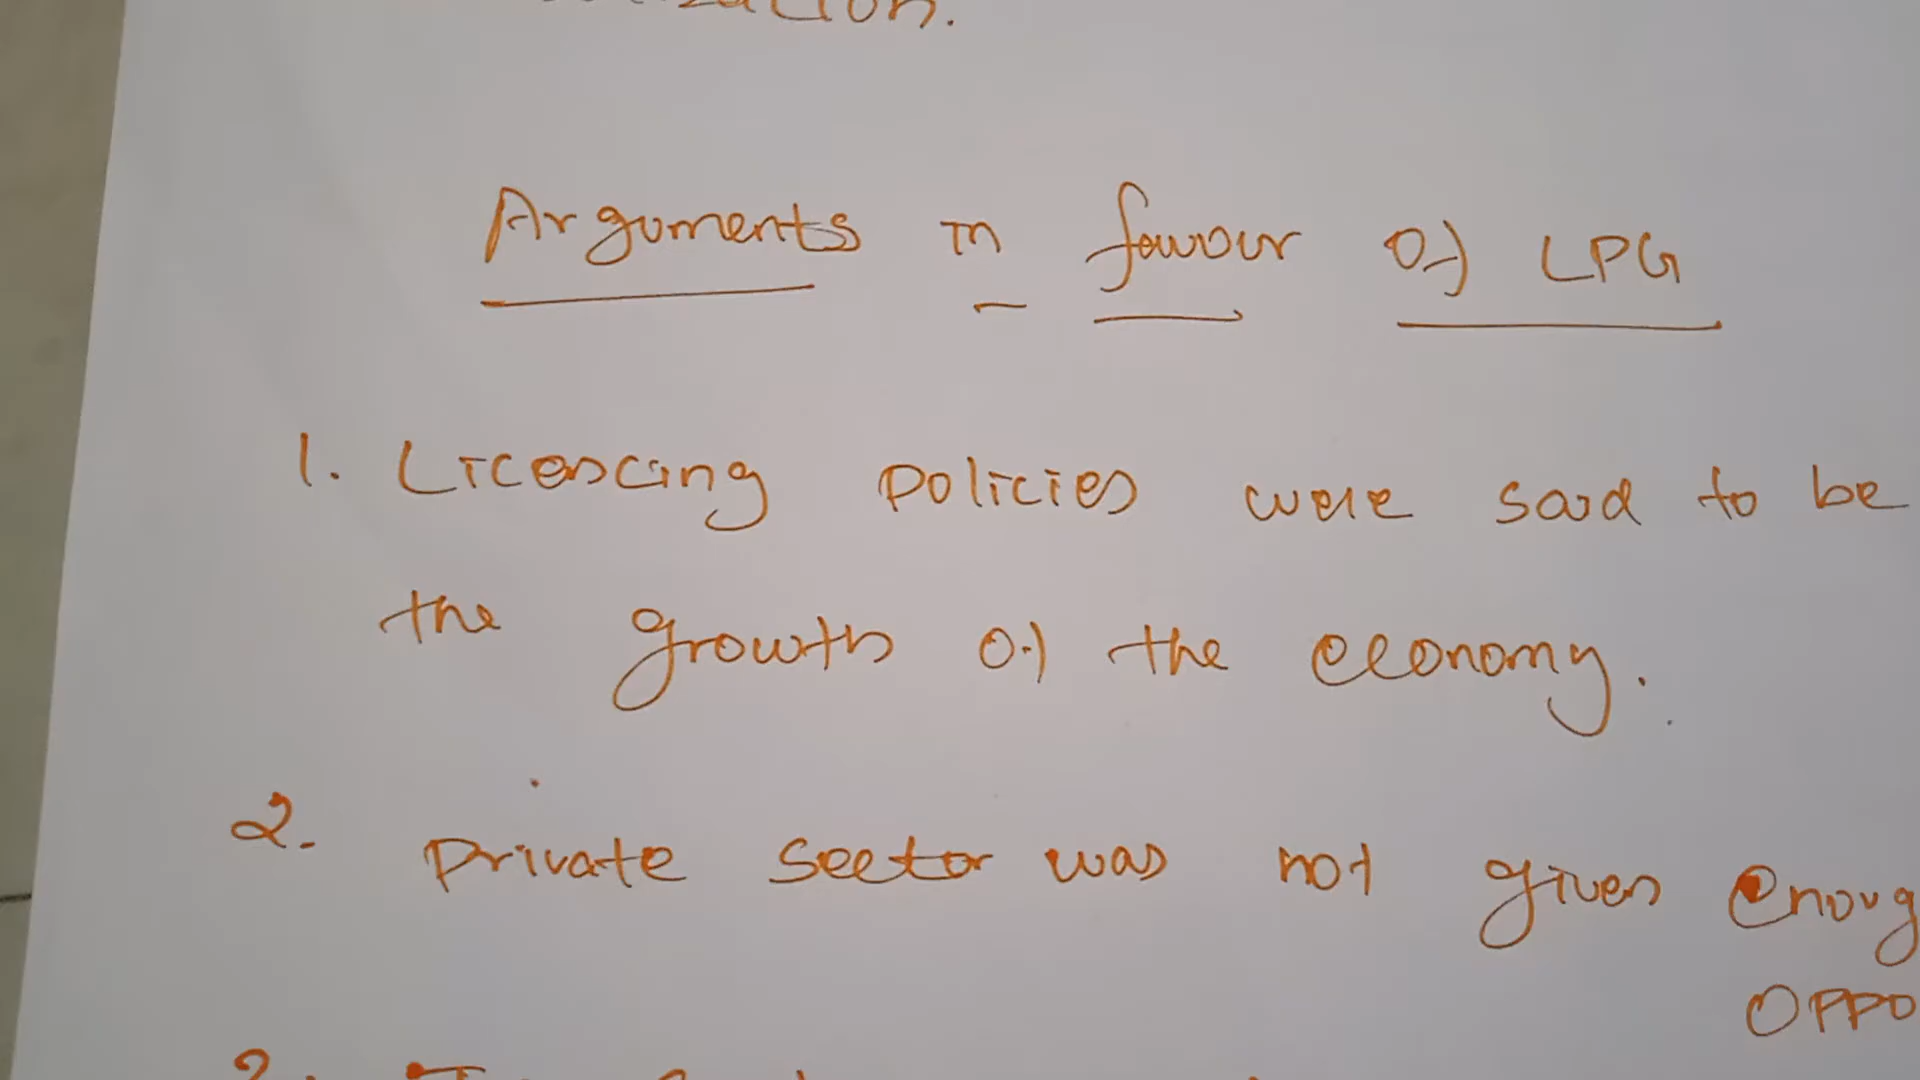 Arguments in favour of LPG
1. Licenscing policies were said to be
the growth of the economy.
2. Private sector was not given enoug
oppo